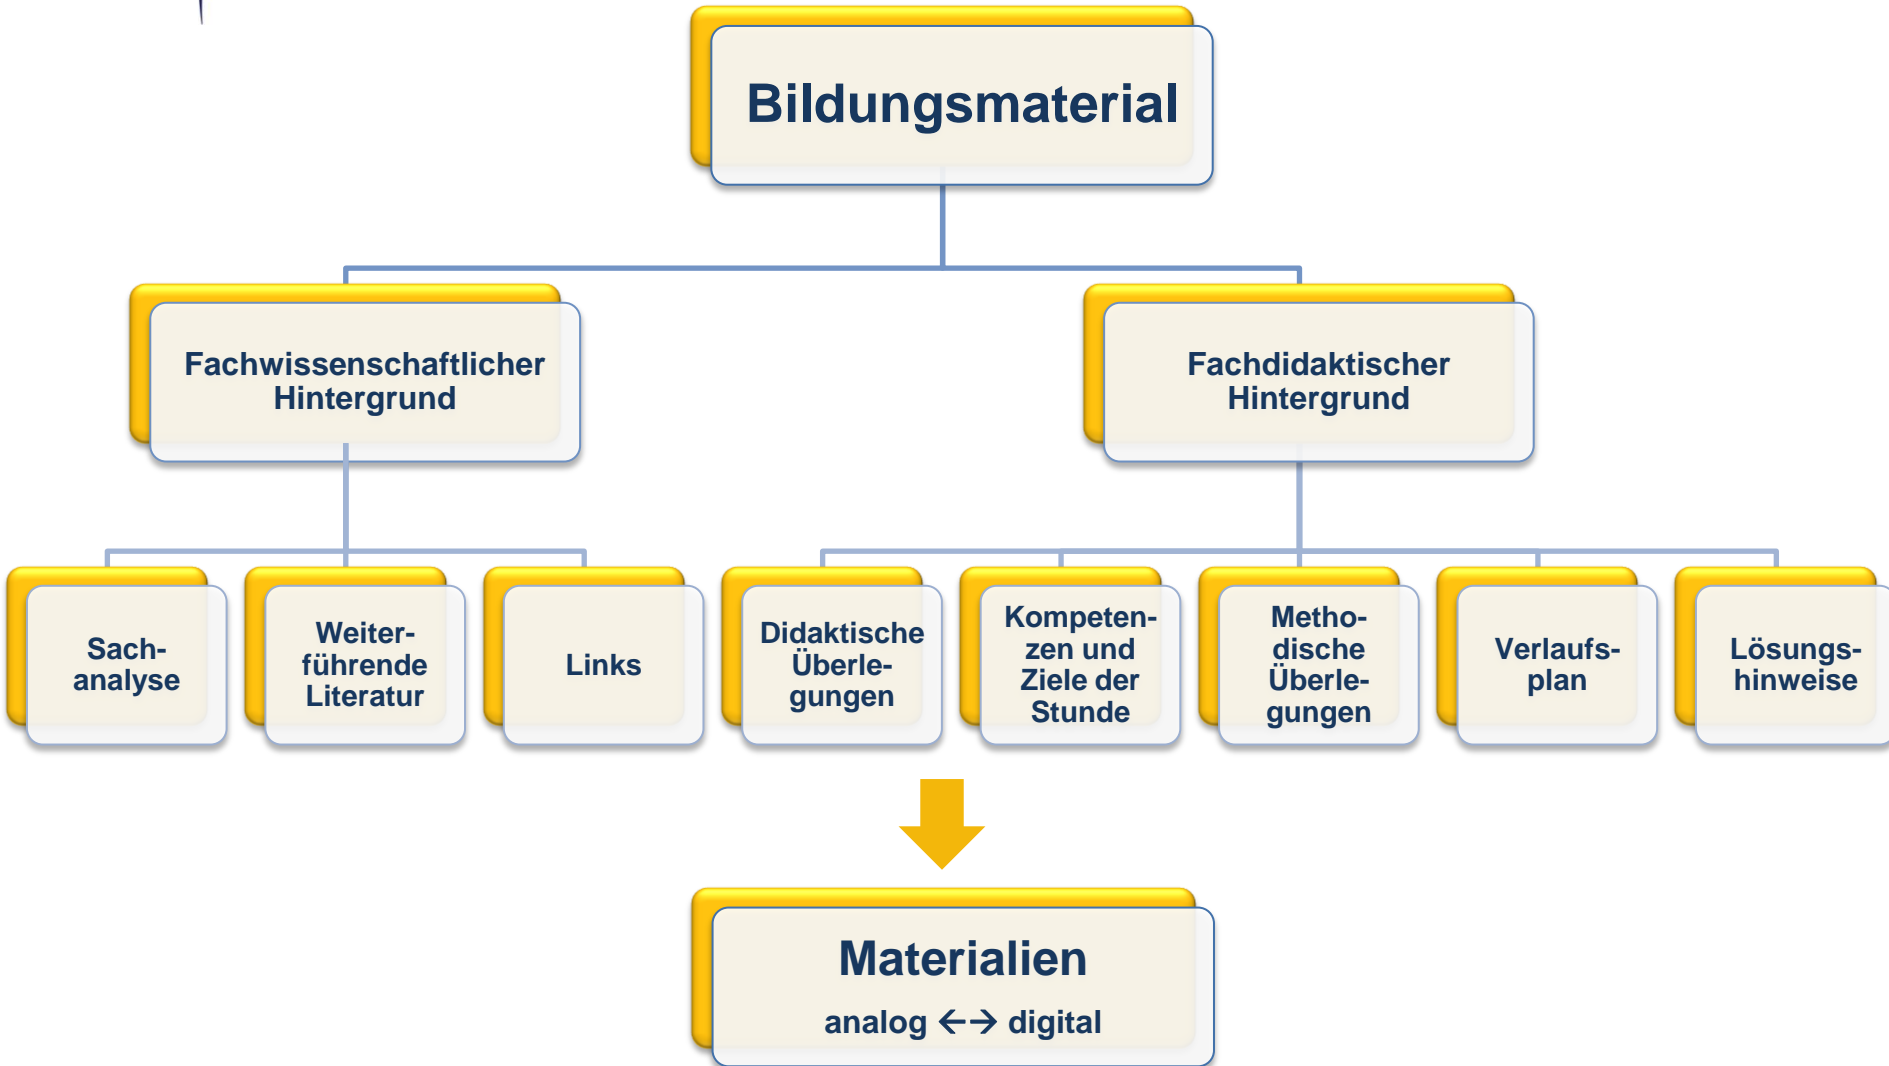 Bildungsmaterial
Fachwissenschaftlicher
Hintergrund
Fachdidaktischer
Hintergrund
Sach-
analyse
Weiter-
führende
Literatur
Links
Didaktische
Überle-
gungen
Kompeten-
zen und
Ziele der
Stunde
Metho-
dische
Überle-
gungen
Verlaufs-
plan
Lösungs-
hinweise
Materialien
analog ←→ digital